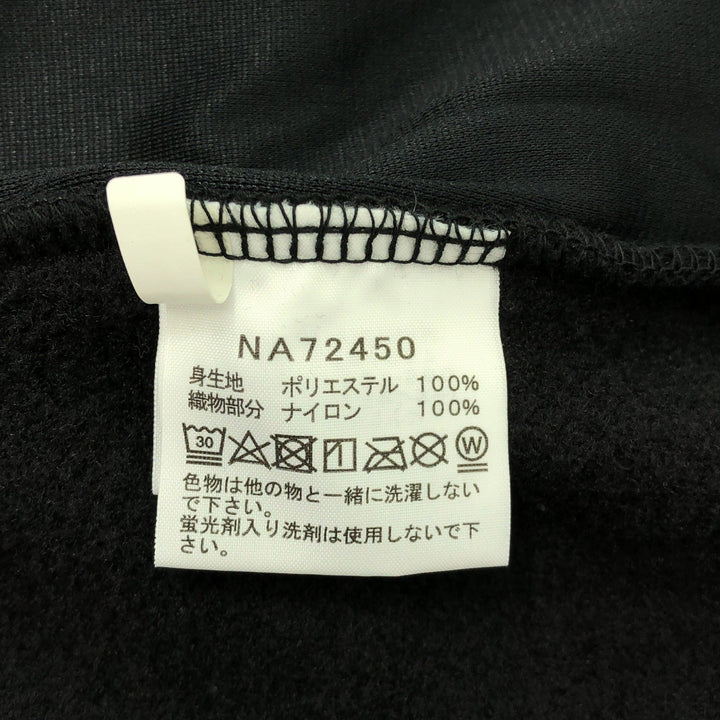 NA72450
身生地 ポリエステル 100%
織物部分 ナイロン 100%
30 W
色物は他の物と一緒に洗濯しない
で下さい。
蛍光剤入り洗剤は使用しないで下
さい。